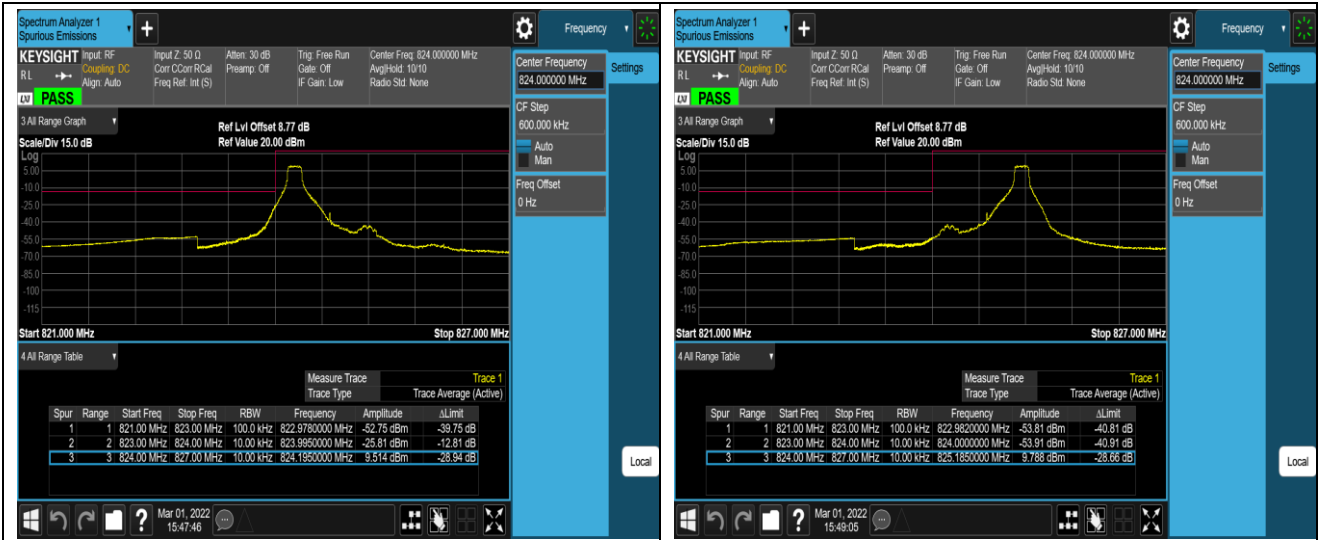 Spectrum Analyzer 1
Spurious Emissions
+
Frequency
KEYSIGHT Input: RF Input Z: 50 Ω Atten: 30 dB Trig: Free Run Center Freq: 824.000000 MHz
RL Coupling: DC Corr CCorr RCal Preamp: Off Gate: Off Avg|Hold: 10/10
Align: Auto Freq Ref: Int (S) IF Gain: Low Radio Std: None
PASS
Center Frequency
824.000000 MHz
Settings
CF Step
600.000 kHz
Auto
Man
Freq Offset
0 Hz
3 All Range Graph
Ref Lvl Offset 8.77 dB
Scale/Div 15.0 dB Ref Value 20.00 dBm
Log
5.00
-10.0
-25.0
-40.0
-55.0
-70.0
-85.0
-100
-115
Start 821.000 MHz Stop 827.000 MHz
4 All Range Table
Measure Trace Trace 1
Trace Type Trace Average (Active)
Spur Range Start Freq Stop Freq RBW Frequency Amplitude ΔLimit
1 1 821.00 MHz 823.00 MHz 100.0 kHz 822.9780000 MHz -52.75 dBm -39.75 dB
2 2 823.00 MHz 824.00 MHz 10.00 kHz 823.9950000 MHz -25.81 dBm -12.81 dB
3 3 824.00 MHz 827.00 MHz 10.00 kHz 824.1950000 MHz 9.514 dBm -28.94 dB
Local
?
Mar 01, 2022
15:47:46
Spectrum Analyzer 1
Spurious Emissions
+
Frequency
KEYSIGHT Input: RF Input Z: 50 Ω Atten: 30 dB Trig: Free Run Center Freq: 824.000000 MHz
RL Coupling: DC Corr CCorr RCal Preamp: Off Gate: Off Avg|Hold: 10/10
Align: Auto Freq Ref: Int (S) IF Gain: Low Radio Std: None
PASS
Center Frequency
824.000000 MHz
Settings
CF Step
600.000 kHz
Auto
Man
Freq Offset
0 Hz
3 All Range Graph
Ref Lvl Offset 8.77 dB
Scale/Div 15.0 dB Ref Value 20.00 dBm
Log
5.00
-10.0
-25.0
-40.0
-55.0
-70.0
-85.0
-100
-115
Start 821.000 MHz Stop 827.000 MHz
4 All Range Table
Measure Trace Trace 1
Trace Type Trace Average (Active)
Spur Range Start Freq Stop Freq RBW Frequency Amplitude ΔLimit
1 1 821.00 MHz 823.00 MHz 100.0 kHz 822.9820000 MHz -53.81 dBm -40.81 dB
2 2 823.00 MHz 824.00 MHz 10.00 kHz 824.0000000 MHz -53.91 dBm -40.91 dB
3 3 824.00 MHz 827.00 MHz 10.00 kHz 825.1850000 MHz 9.788 dBm -28.66 dB
Local
?
Mar 01, 2022
15:49:05